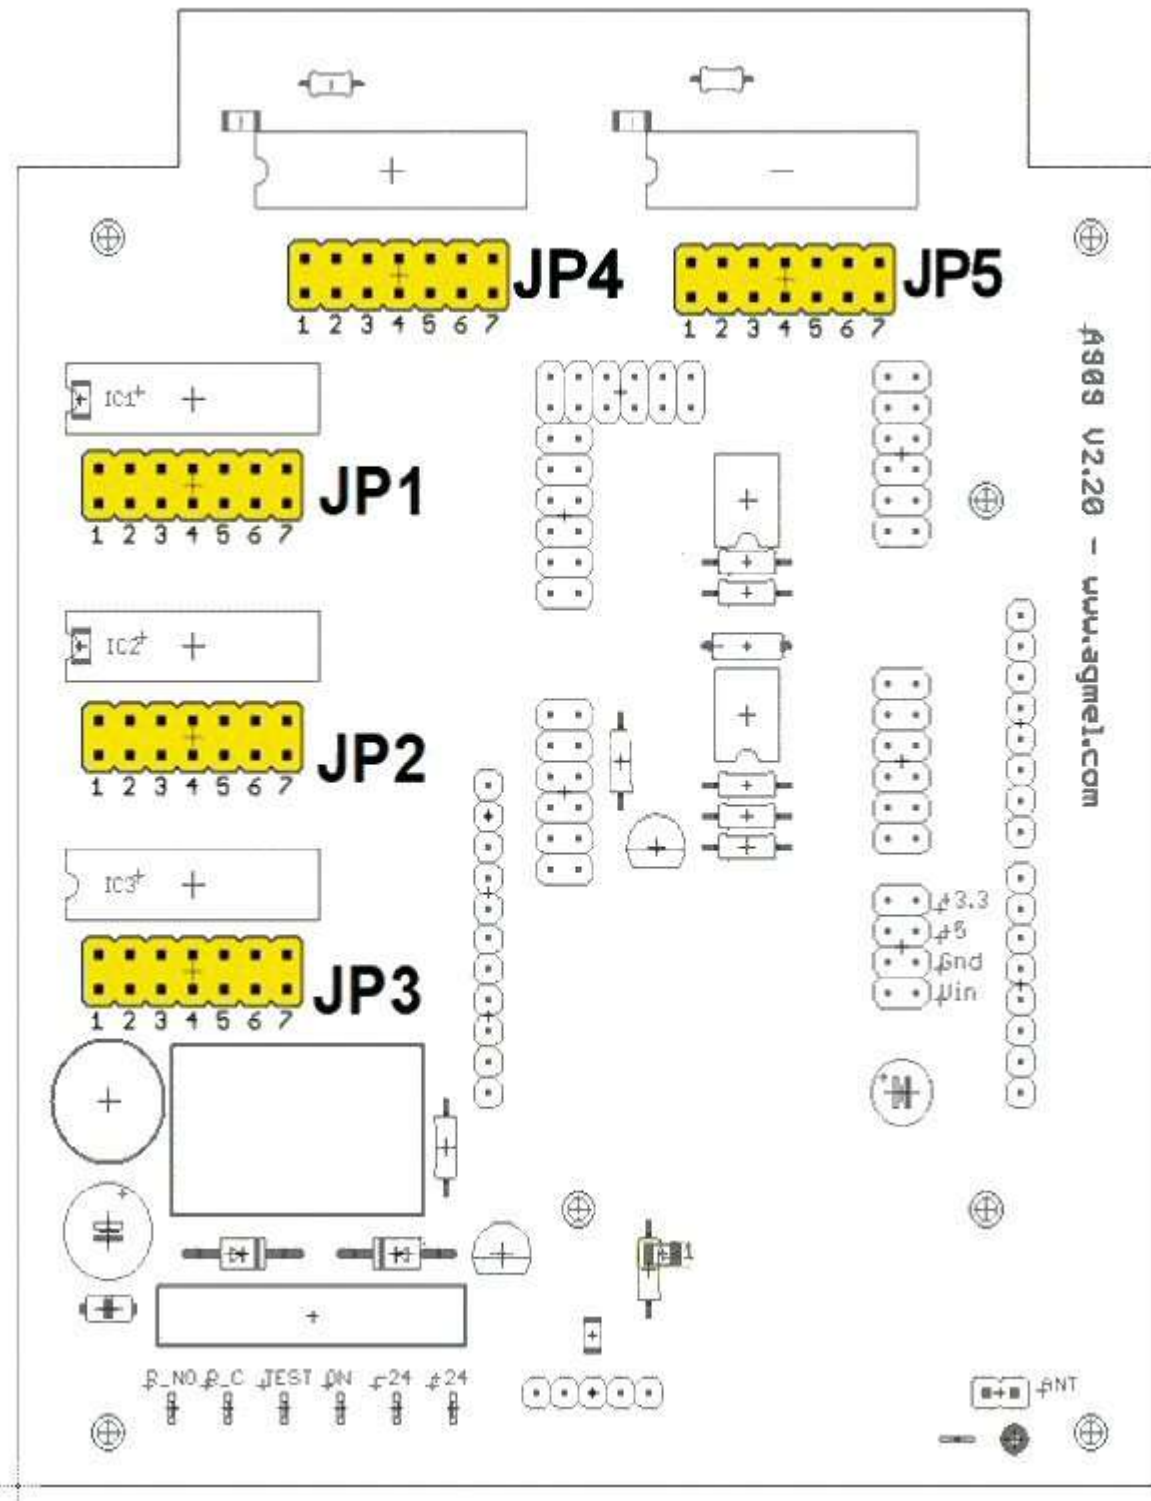 JP4
1 2 3 4 5 6 7
JP5
1 2 3 4 5 6 7
A909 V2.20 - www.agmel.com
IC1
JP1
1 2 3 4 5 6 7
IC2
JP2
1 2 3 4 5 6 7
IC3
JP3
1 2 3 4 5 6 7
+3.3
+5
Gnd
Vin
1
R_NO R_C TEST ON -24 +24
ANT